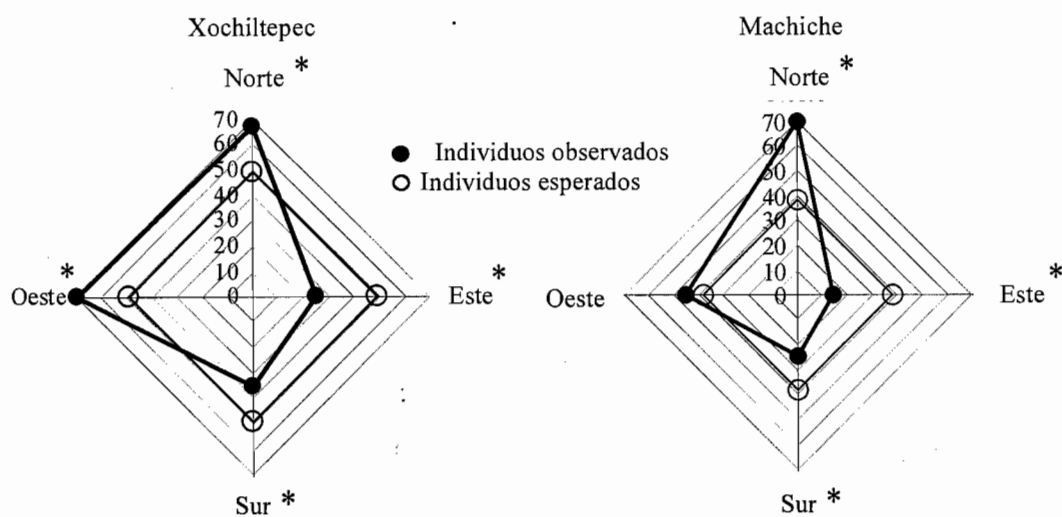 Xochiltepec
Norte *
70
60
50
40
30
20
10
0
Oeste *
Este *
Sur *
Individuos observados
Individuos esperados
Machiche
Norte *
70
60
50
40
30
20
10
0
Oeste
Este *
Sur *